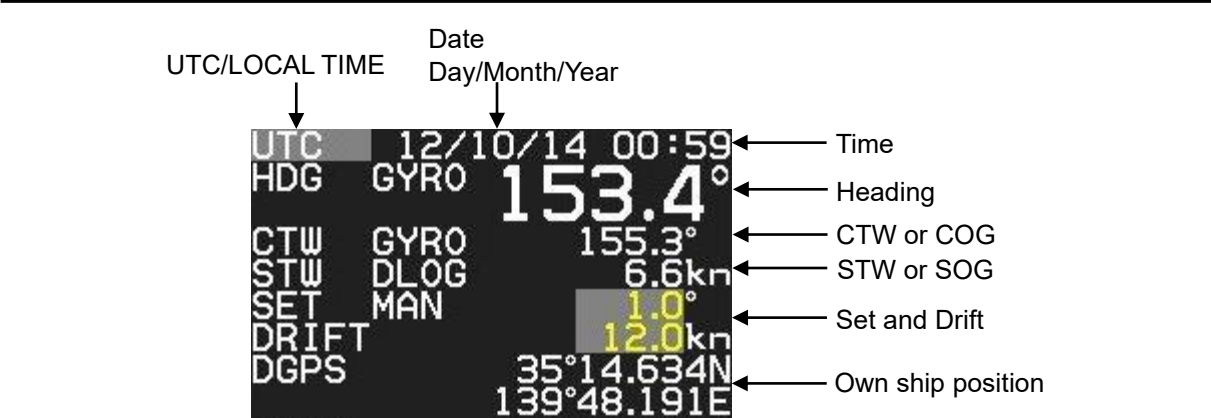 Date
UTC/LOCAL TIME
Day/Month/Year
UTC 12/10/14 00:59
Time
HDG GYRO 153.4°
Heading
CTW GYRO 155.3°
CTW or COG
STW DLOG 6.6kn
STW or SOG
SET MAN 1.0°
DRIFT 12.0kn
Set and Drift
DGPS 35°14.634N
139°48.191E
Own ship position